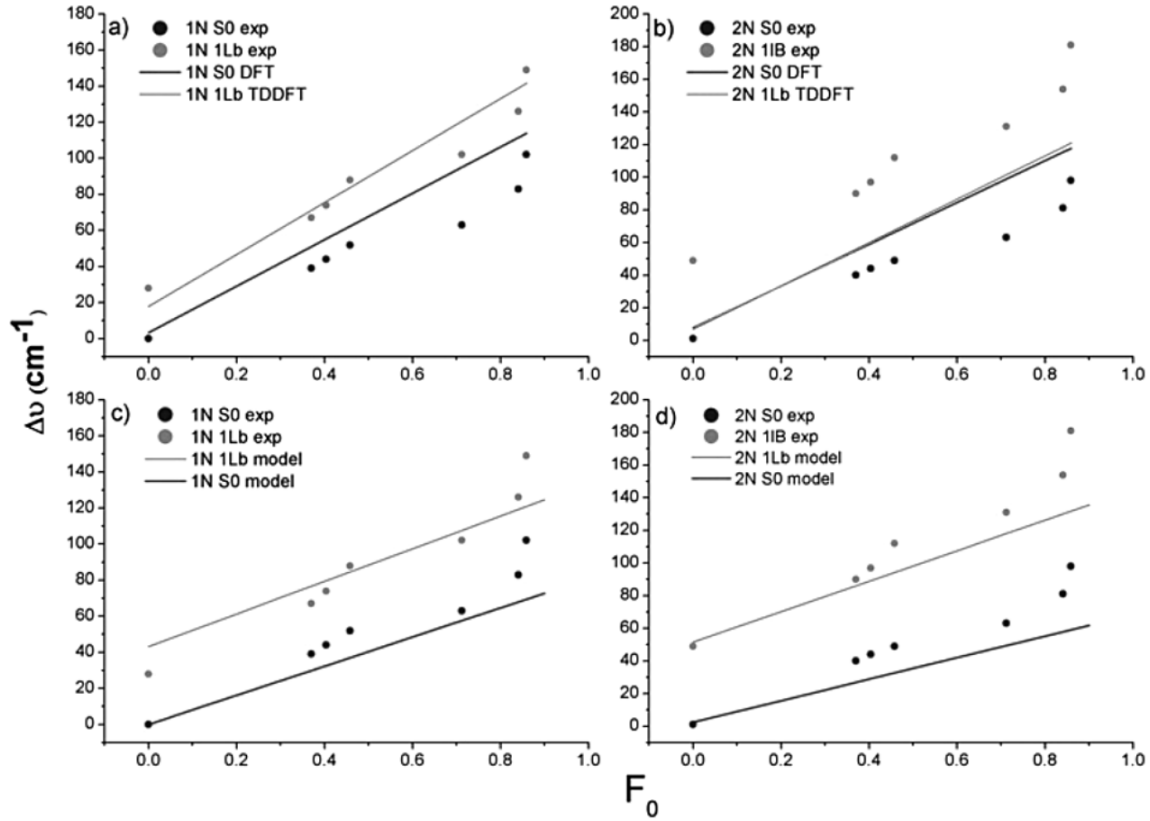 a)
1N S0 exp
1N 1Lb exp
1N S0 DFT
1N 1Lb TDDFT
180
160
140
120
100
80
60
40
20
0
0.0 0.2 0.4 0.6 0.8 1.0
b)
2N S0 exp
2N 1IB exp
2N S0 DFT
2N 1Lb TDDFT
200
180
160
140
120
100
80
60
40
20
0
0.0 0.2 0.4 0.6 0.8 1.0
Δυ (cm-1)
c)
1N S0 exp
1N 1Lb exp
1N 1Lb model
1N S0 model
180
160
140
120
100
80
60
40
20
0
0.0 0.2 0.4 0.6 0.8 1.0
d)
2N S0 exp
2N 1IB exp
2N 1Lb model
2N S0 model
200
180
160
140
120
100
80
60
40
20
0
0.0 0.2 0.4 0.6 0.8 1.0
F0